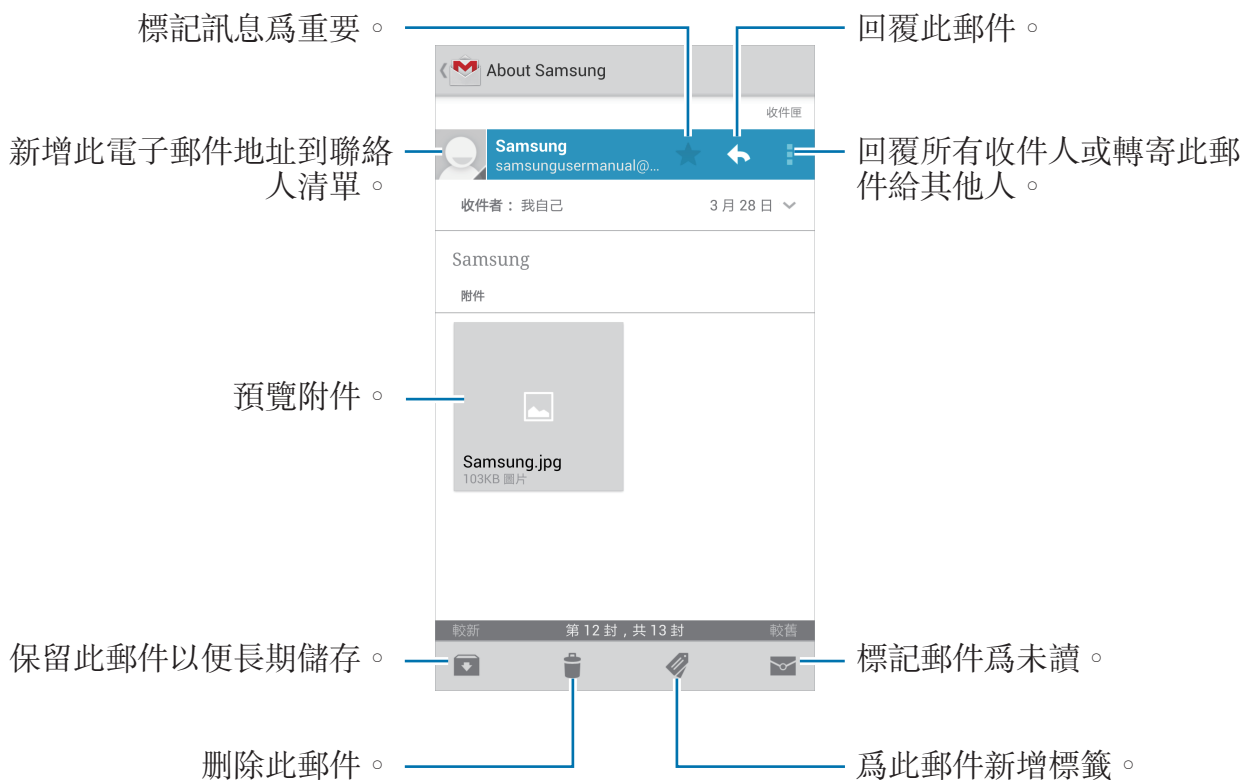 標記訊息爲重要。
回覆此郵件。
About Samsung
收件匣
新增此電子郵件地址到聯絡
人清單。
Samsung
samsungusermanual@...
回覆所有收件人或轉寄此郵
件給其他人。
收件者： 我自己
3 月 28 日
Samsung
附件
預覽附件。
Samsung.jpg
103KB 圖片
較新
第 12 封 , 共 13 封
較舊
保留此郵件以便長期儲存。
標記郵件爲未讀。
刪除此郵件。
爲此郵件新增標籤。